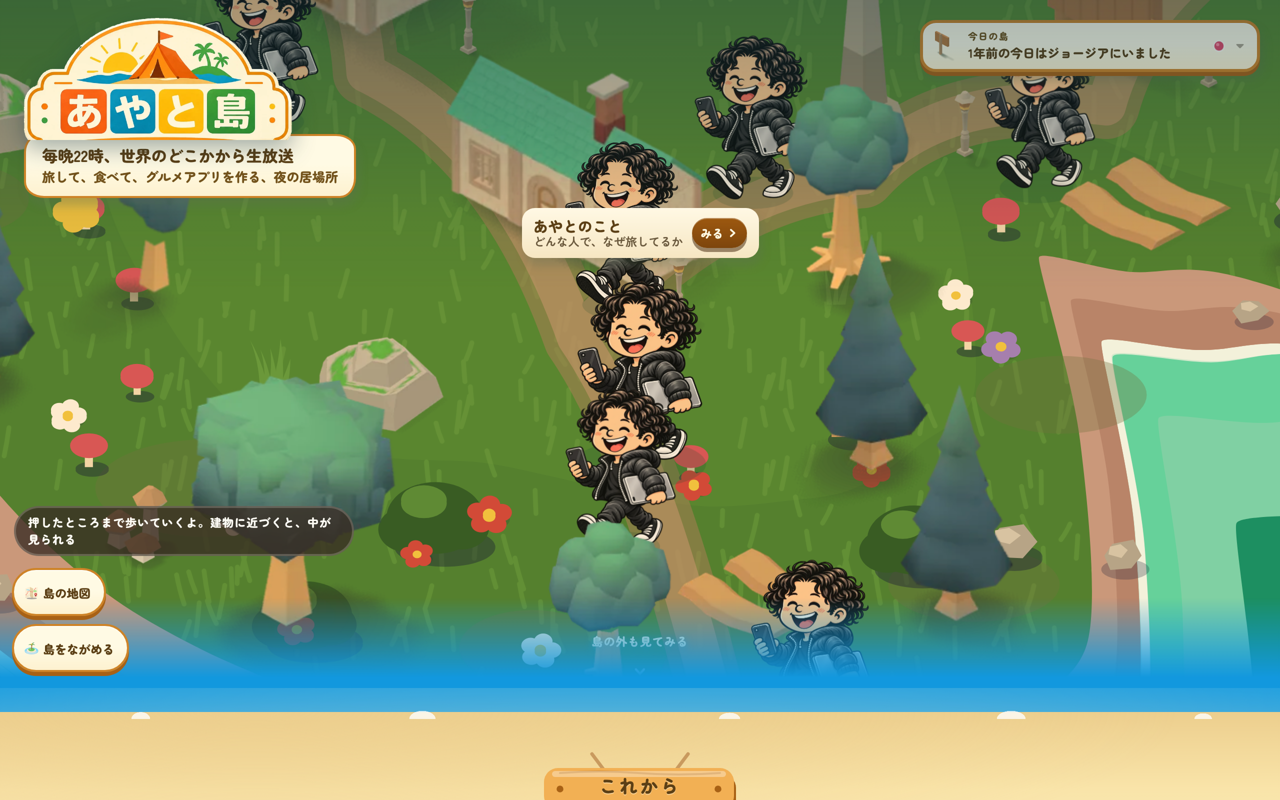 あやと島
毎晩22時、世界のどこかから生放送
旅して、食べて、グルメアプリを作る、夜の居場所
今日の島
1年前の今日はジョージアにいました
あやとのこと
どんな人で、なぜ旅してるか
みる
押したところまで歩いていくよ。建物に近づくと、中が
見られる
島の地図
島をながめる
島の外も見てみる
これから